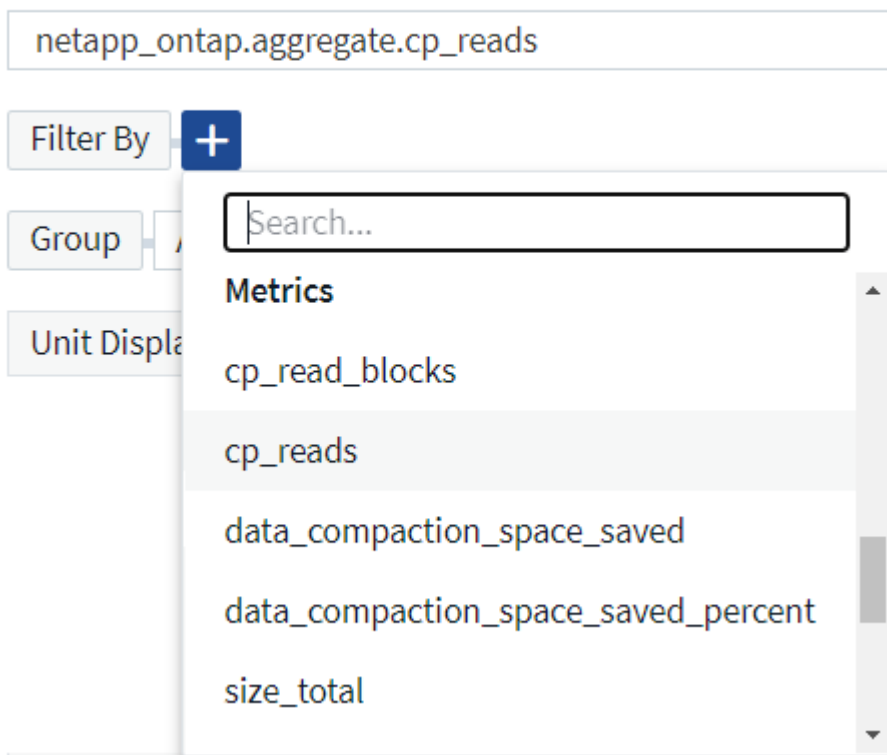 netapp_ontap.aggregate.cp_reads
Filter By
Search...
Group
Metrics
Unit Displa
cp_read_blocks
cp_reads
data_compaction_space_saved
data_compaction_space_saved_percent
size_total